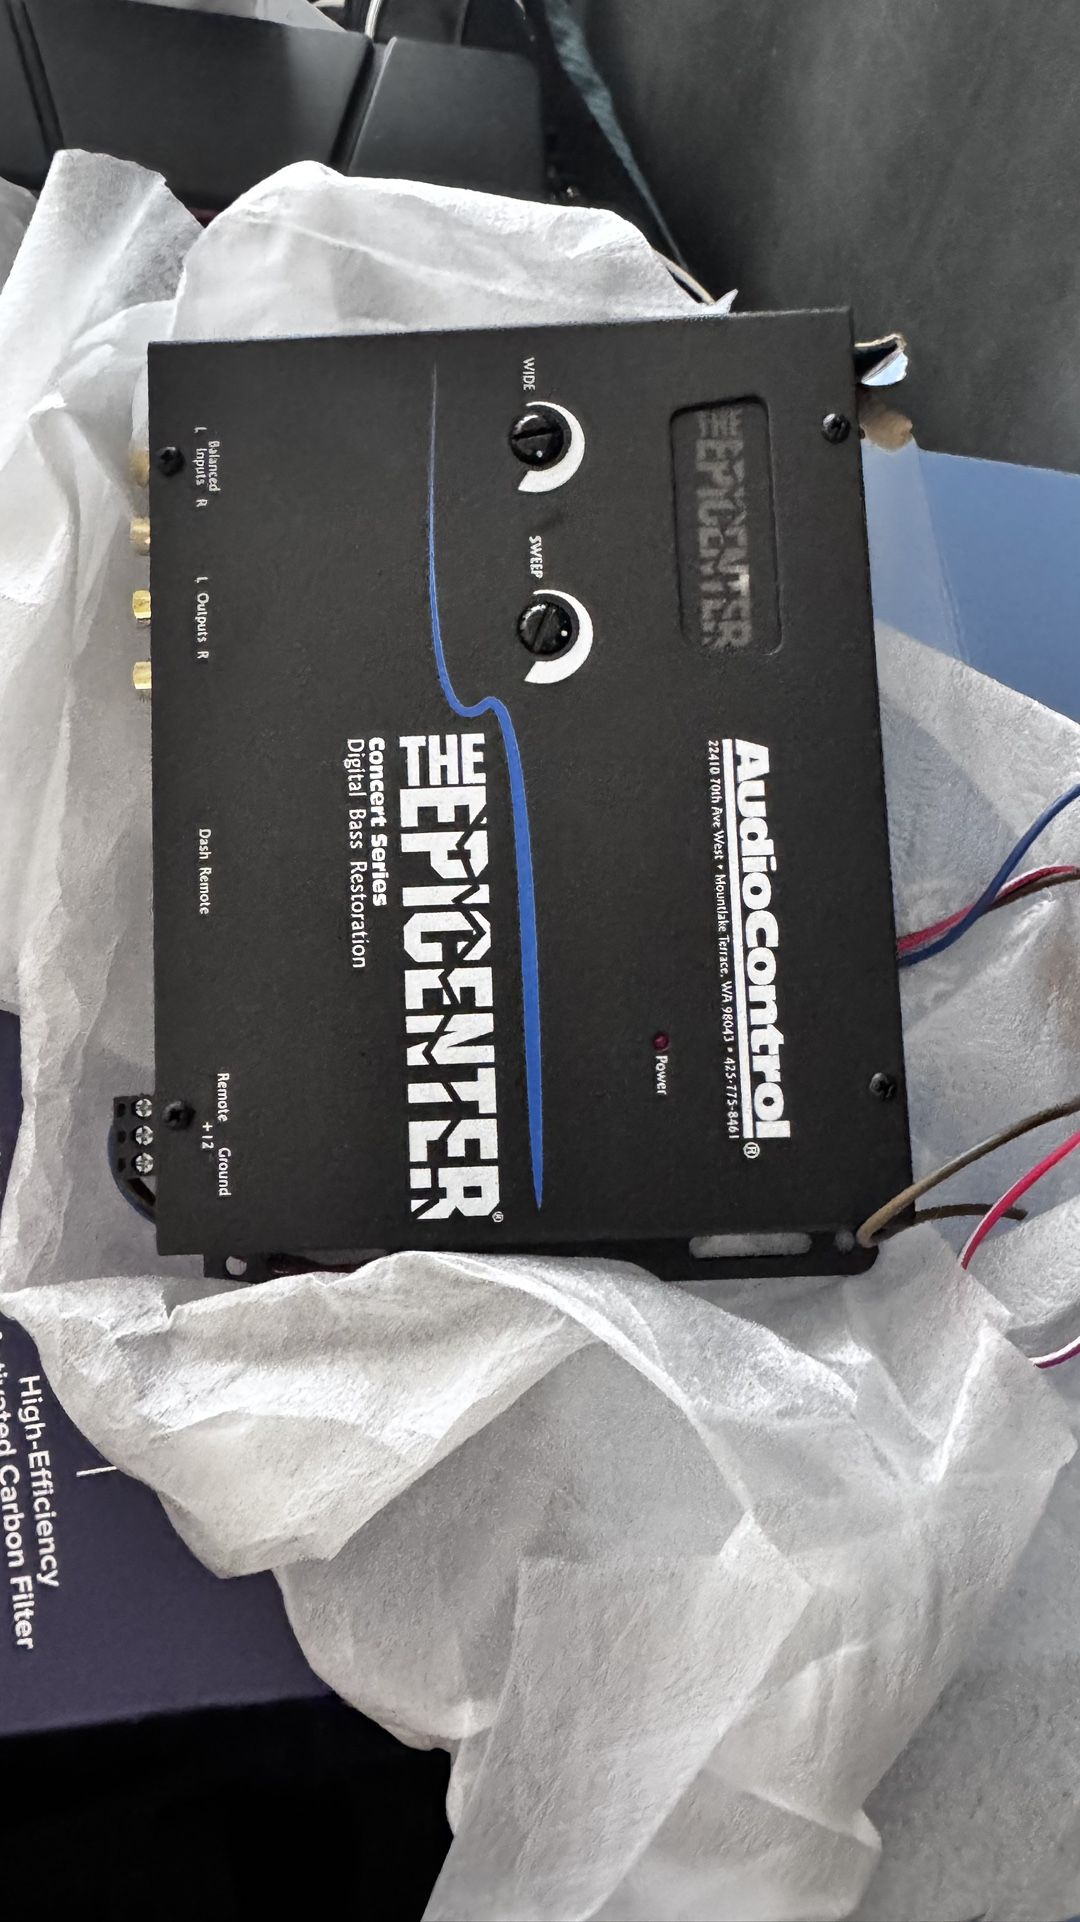 THE EPICENTER
AudioControl®
22410 70th Ave West • Mountlake Terrace, WA 98043 • 425-775-8461
WIDE
SWEEP
Power
THE EPICENTER®
Concert Series
Digital Bass Restoration
Balanced
L Inputs R
L Outputs R
Dash Remote
Remote Ground
+12
High-Efficiency
Carbon Filter